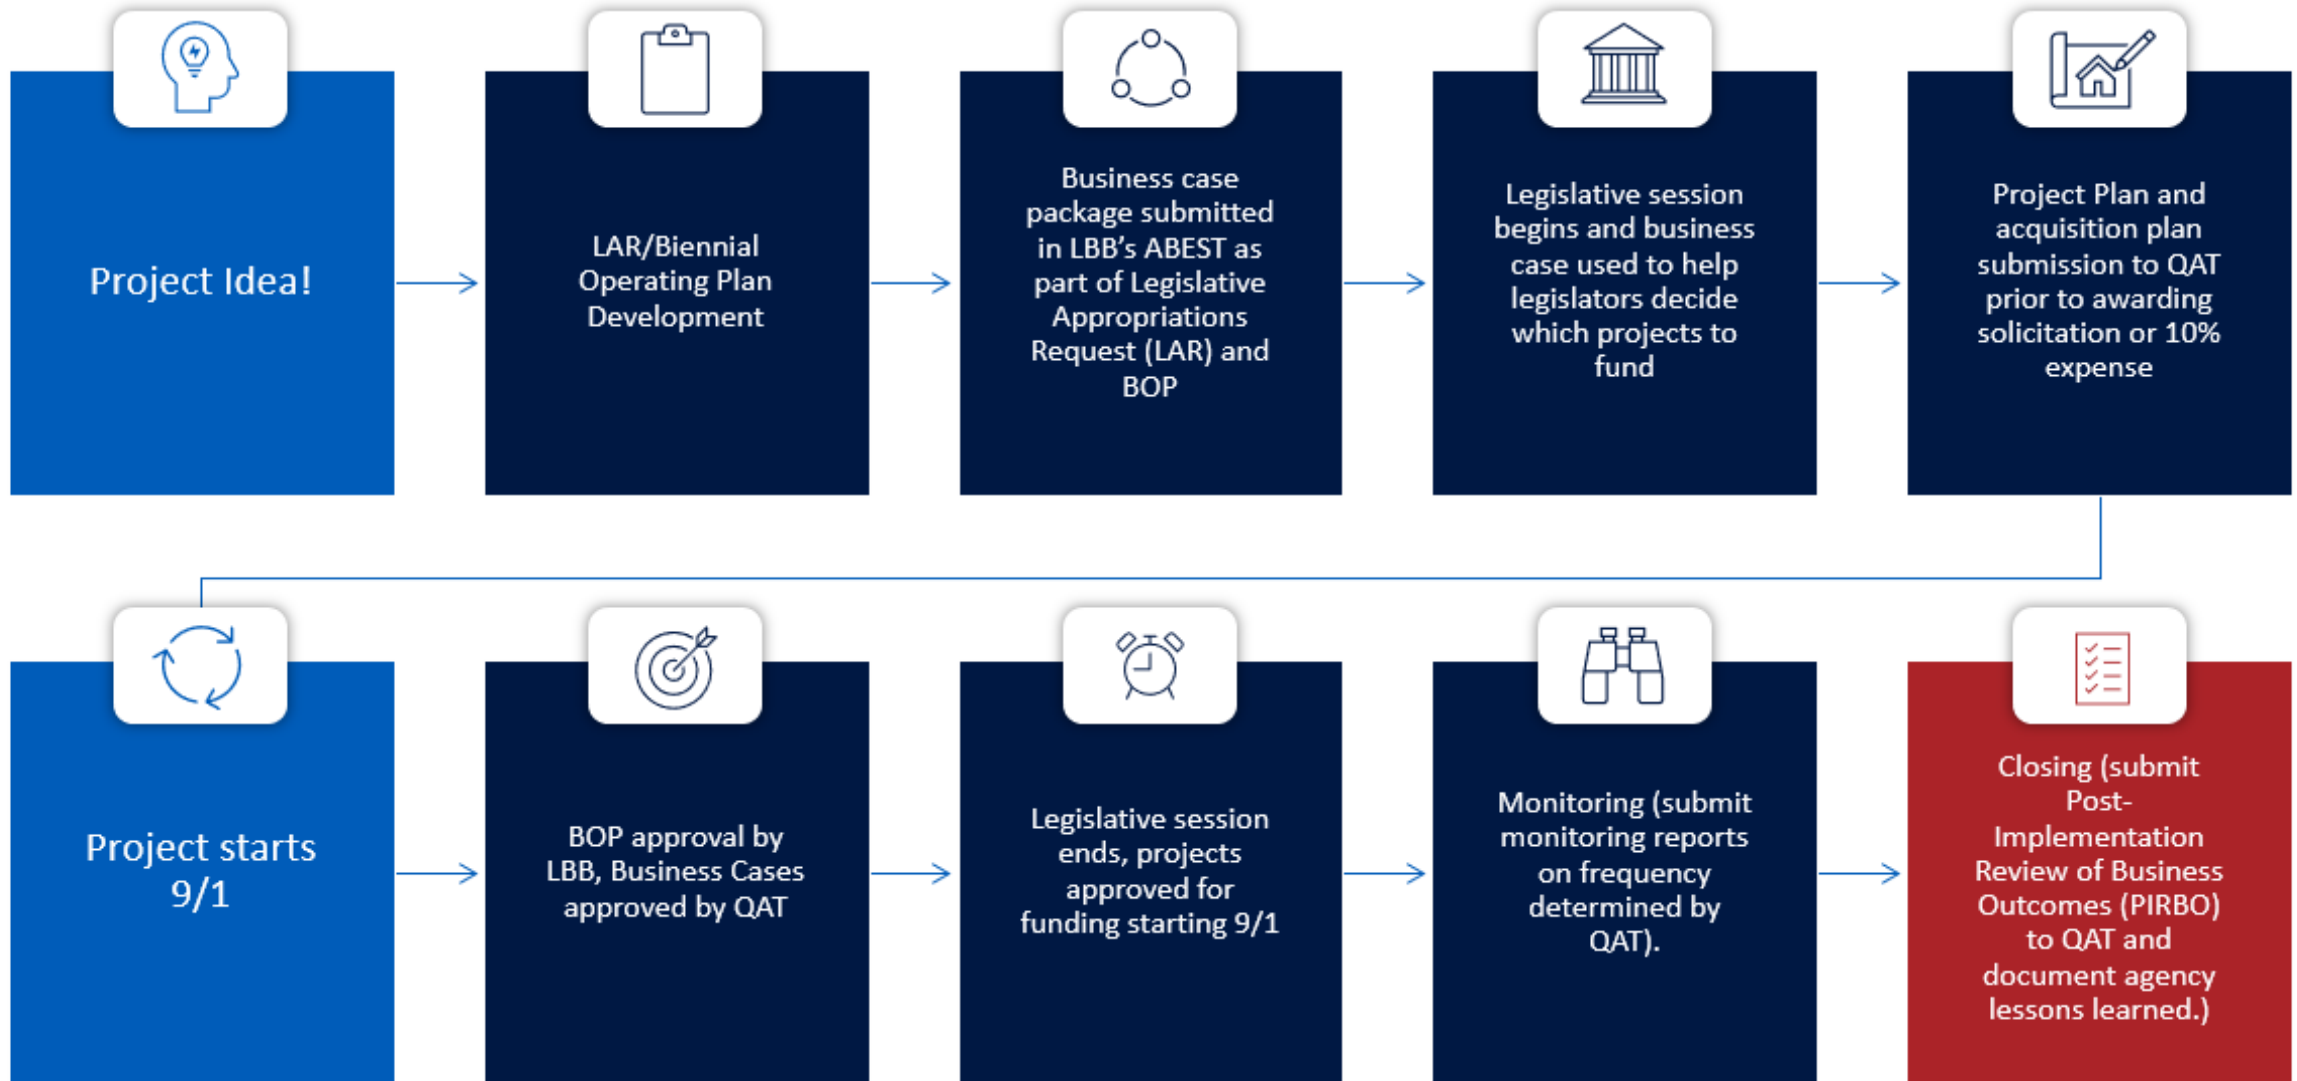 Project Idea!
LAR/Biennial
Operating Plan
Development
Business case
package submitted
in LBB's ABEST as
part of Legislative
Appropriations
Request (LAR) and
BOP
Legislative session
begins and business
case used to help
legislators decide
which projects to
fund
Project Plan and
acquisition plan
submission to QAT
prior to awarding
solicitation or 10%
expense
Project starts
9/1
BOP approval by
LBB, Business Cases
approved by QAT
Legislative session
ends, projects
approved for
funding starting 9/1
Monitoring (submit
monitoring reports
on frequency
determined by
QAT).
Closing (submit
Post-
Implementation
Review of Business
Outcomes (PIRBO)
to QAT and
document agency
lessons learned.)